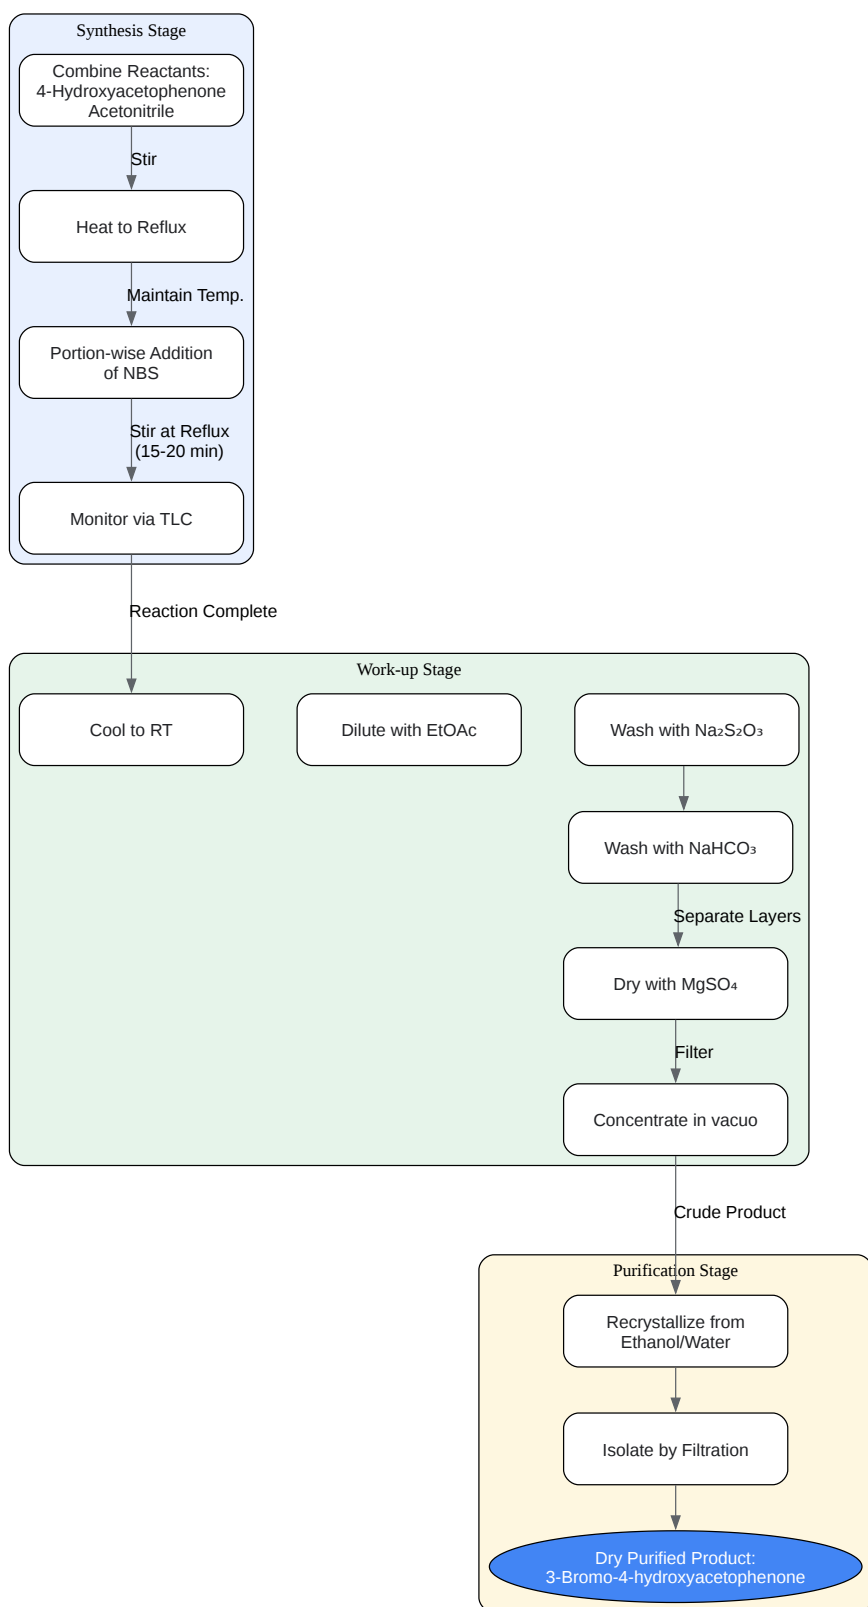 Synthesis Stage
Combine Reactants:
4-Hydroxyacetophenone
Acetonitrile
Stir
Heat to Reflux
Maintain Temp.
Portion-wise Addition
of NBS
Stir at Reflux
(15-20 min)
Monitor via TLC
Reaction Complete
Work-up Stage
Cool to RT
Dilute with EtOAc
Wash with Na₂S₂O₃
Wash with NaHCO₃
Separate Layers
Dry with MgSO₄
Filter
Concentrate in vacuo
Crude Product
Purification Stage
Recrystallize from
Ethanol/Water
Isolate by Filtration
Dry Purified Product:
3-Bromo-4-hydroxyacetophenone